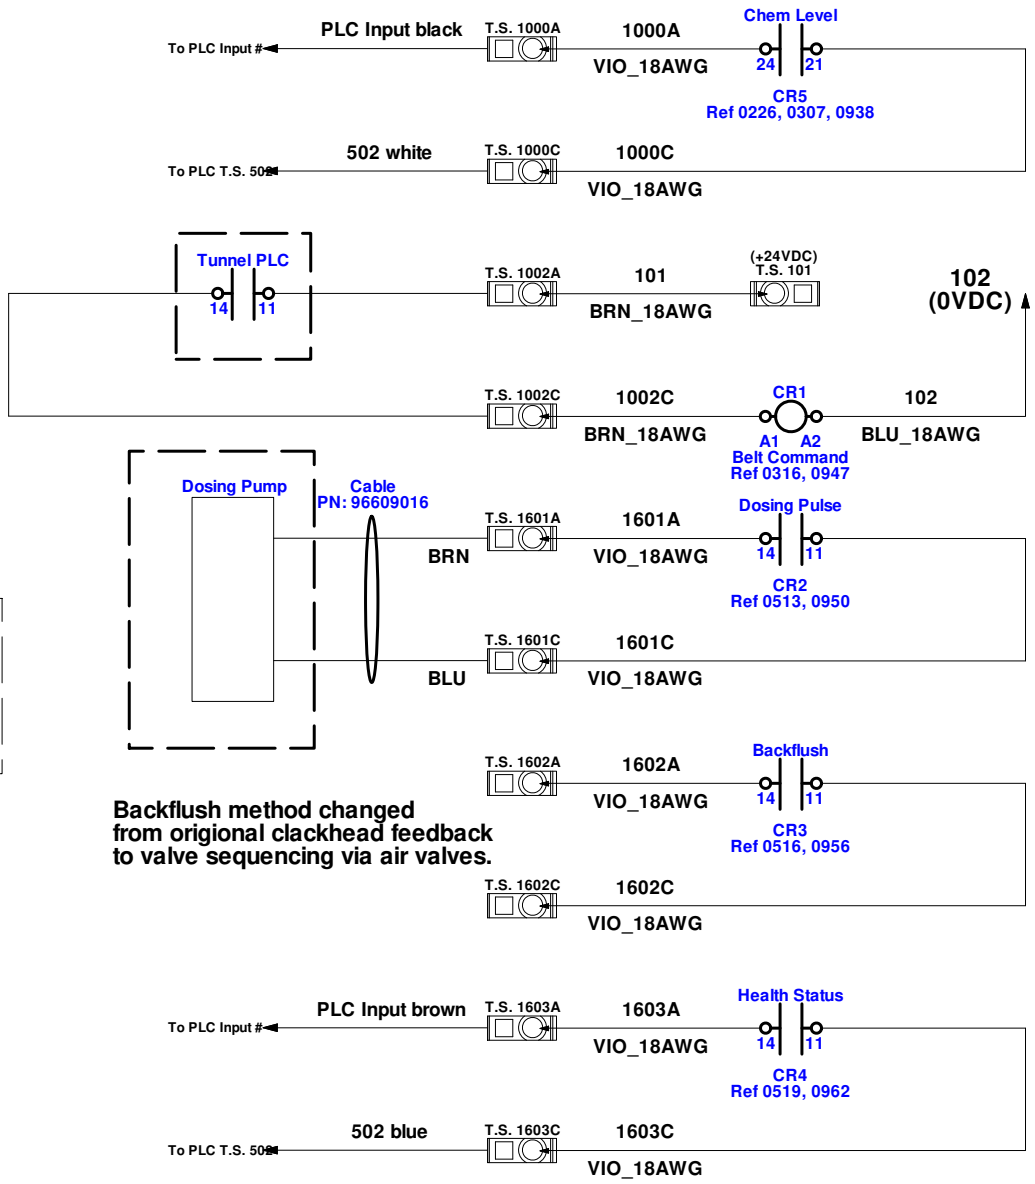 Chem Level
PLC Input black
T.S. 1000A
1000A
To PLC Input #
VIO_18AWG
24
21
CR5
Ref 0226, 0307, 0938
502 white
T.S. 1000C
1000C
To PLC T.S. 502
VIO_18AWG
Tunnel PLC
14
11
T.S. 1002A
101
BRN_18AWG
(+24VDC)
T.S. 101
102
(0VDC)
T.S. 1002C
1002C
BRN_18AWG
CR1
A1
A2
Belt Command
Ref 0316, 0947
102
BLU_18AWG
Dosing Pump
Cable
PN: 96609016
BRN
T.S. 1601A
1601A
VIO_18AWG
Dosing Pulse
14
11
CR2
Ref 0513, 0950
BLU
T.S. 1601C
1601C
VIO_18AWG
T.S. 1602A
1602A
VIO_18AWG
Backflush
14
11
CR3
Ref 0516, 0956
Backflush method changed
from origional clackhead feedback
to valve sequencing via air valves.
T.S. 1602C
1602C
VIO_18AWG
PLC Input brown
To PLC Input #
T.S. 1603A
1603A
VIO_18AWG
Health Status
14
11
CR4
Ref 0519, 0962
502 blue
To PLC T.S. 502
T.S. 1603C
1603C
VIO_18AWG